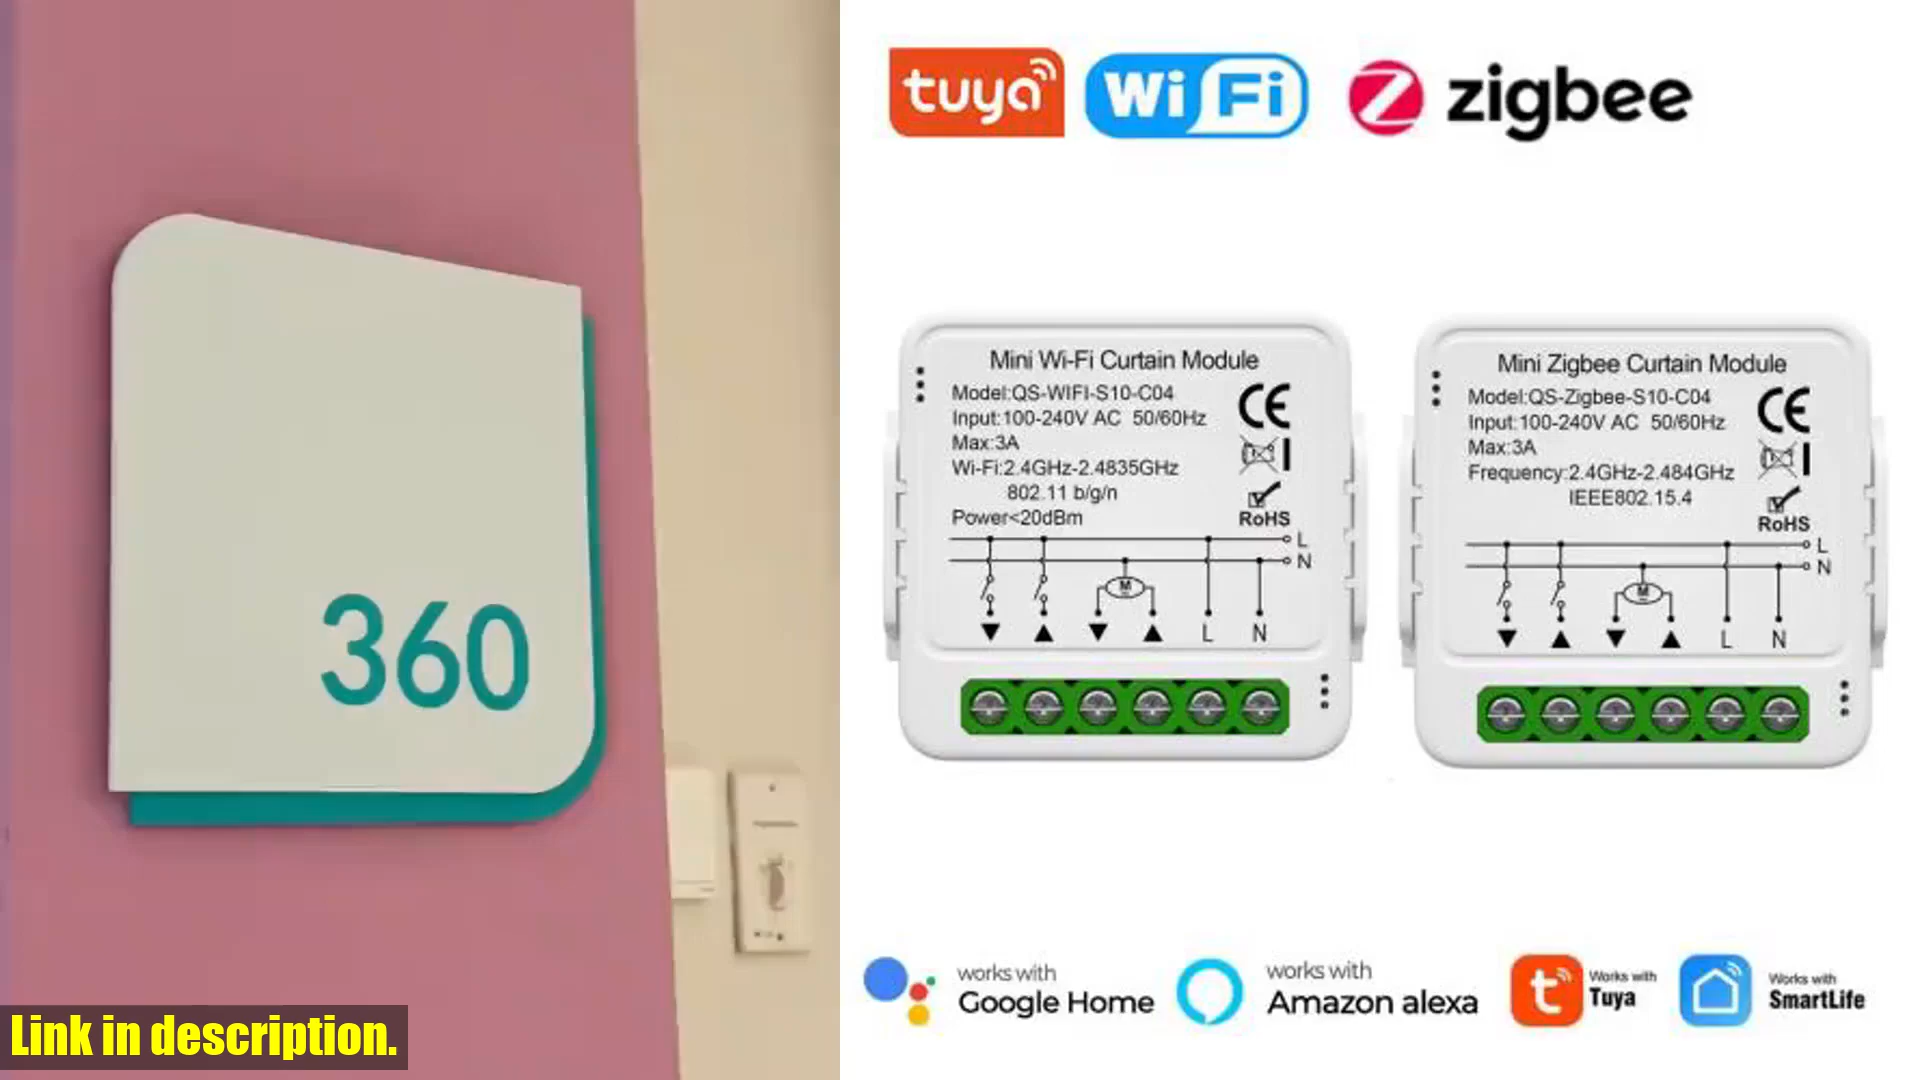 360
Link in description.
tuya WiFi zigbee
Mini Wi-Fi Curtain Module
Model:QS-WIFI-S10-C04
Input:100-240V AC 50/60Hz
Max:3A
Wi-Fi:2.4GHz-2.4835GHz
802.11 b/g/n
Power<20dBm
CE
RoHS
L
N
M
L N
Mini Zigbee Curtain Module
Model:QS-Zigbee-S10-C04
Input:100-240V AC 50/60Hz
Max:3A
Frequency:2.4GHz-2.484GHz
IEEE802.15.4
CE
RoHS
L
N
M
L N
works with
Google Home
works with
Amazon alexa
Works with
Tuya
Works with
SmartLife